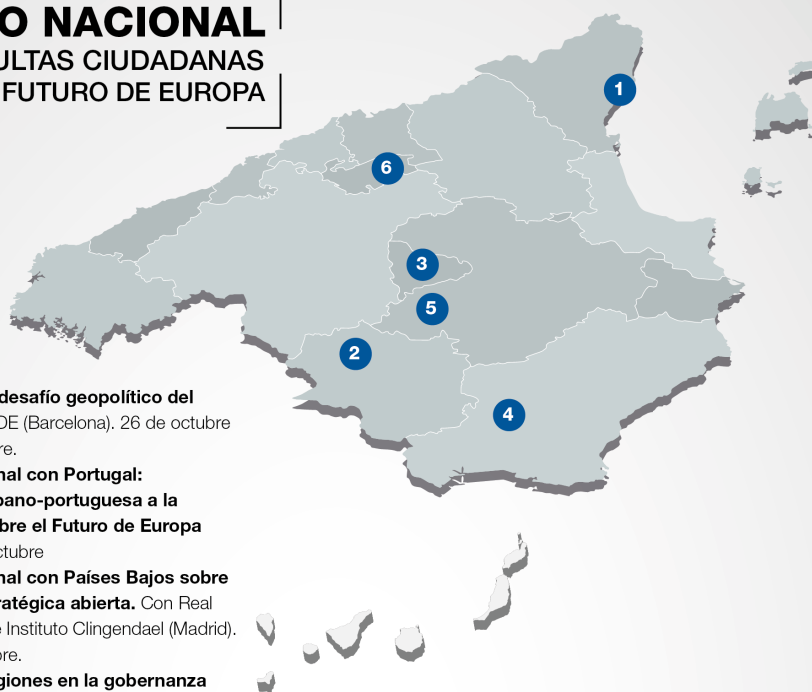 O NACIONAL
ULTAS CIUDADANAS
FUTURO DE EUROPA
1
6
3
5
2
4
desafío geopolítico del
DE (Barcelona). 26 de octubre
re.
nal con Portugal:
pano-portuguesa a la
bre el Futuro de Europa
ctubre
nal con Países Bajos sobre
ratégica abierta. Con Real
e Instituto Clingendael (Madrid).
bre.
giones en la gobernanza